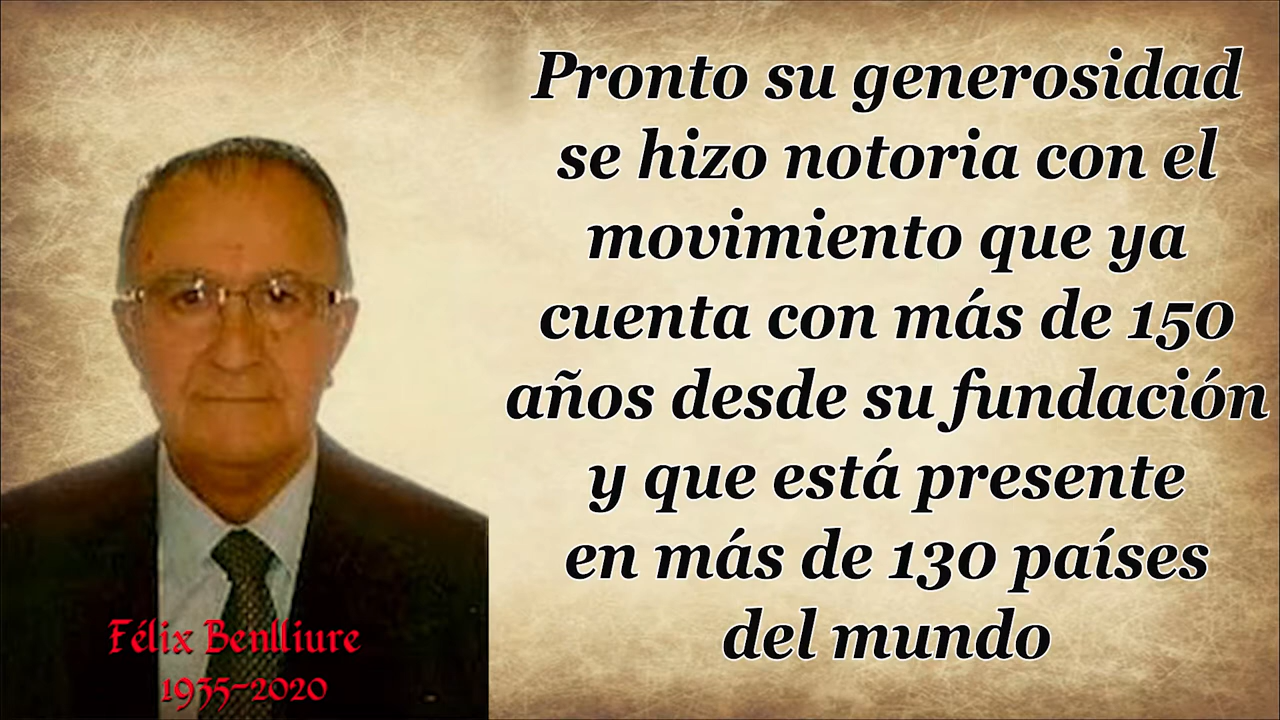 Pronto su generosidad
se hizo notoria con el
movimiento que ya
cuenta con más de 150
años desde su fundación
y que está presente
en más de 130 países
del mundo
Félix Benlliure
1935-2020